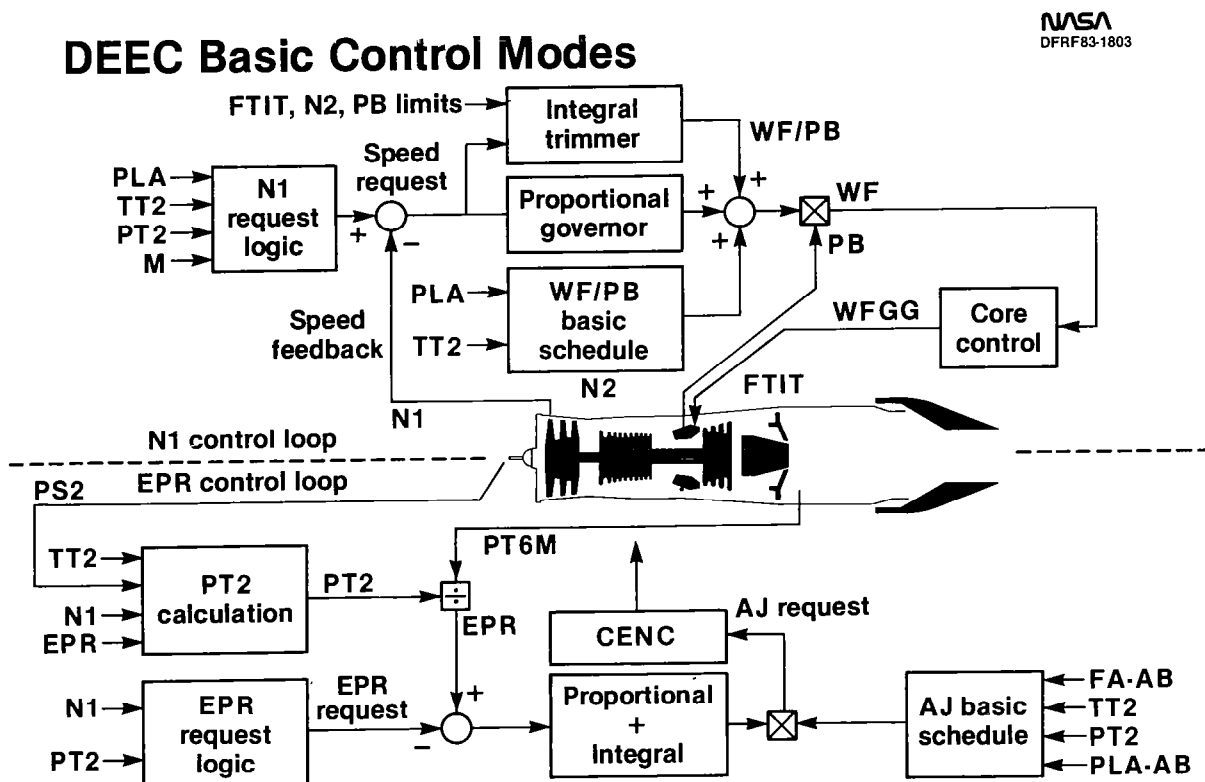 NASA
DFRF83-1803
DEEC Basic Control Modes
FTIT, N2, PB limits
Integral
trimmer
WF/PB
Speed
request
PLA
TT2
PT2
M
N1
request
logic
+
−
Proportional
governor
+
+
+
WF
PB
Speed
feedback
PLA
TT2
WF/PB
basic
schedule
WFGG
Core
control
N1
N2
FTIT
N1 control loop
EPR control loop
PS2
PT6M
TT2
N1
EPR
PT2
calculation
PT2
÷
EPR
CENC
AJ request
N1
PT2
EPR
request
logic
EPR
request
+
−
Proportional
+
Integral
AJ basic
schedule
FA-AB
TT2
PT2
PLA-AB